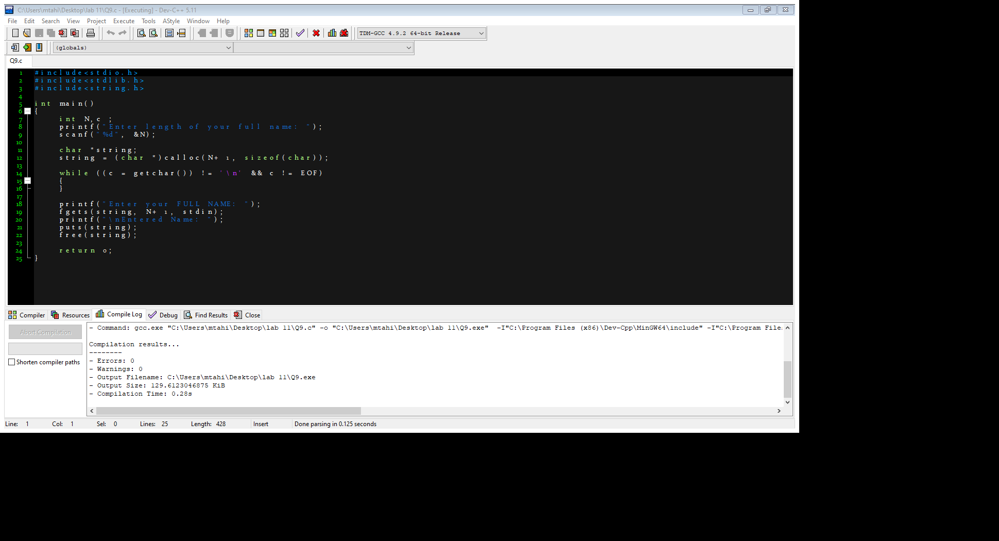 C:\Users\mtahi\Desktop\lab 11\Q9.c - [Executing] - Dev-C++ 5.11
File Edit Search View Project Execute Tools AStyle Window Help
TDM-GCC 4.9.2 64-bit Release
(globals)
Q9.c
1 #include<stdio.h>
2 #include<stdlib.h>
3 #include<string.h>
4
5 int main()
6 {
7 int N,c ;
8 printf("Enter length of your full name: ");
9 scanf("%d", &N);
10
11 char *string;
12 string = (char *)calloc(N+ 1, sizeof(char));
13
14 while ((c = getchar()) != '\n' && c != EOF)
15 {
16 }
17
18 printf("Enter your FULL NAME: ");
19 fgets(string, N+ 1, stdin);
20 printf("\nEntered Name: ");
21 puts(string);
22 free(string);
23
24 return 0;
25 }
Compiler Resources Compile Log Debug Find Results Close
Abort Compilation
Shorten compiler paths
- Command: gcc.exe "C:\Users\mtahi\Desktop\lab 11\Q9.c" -o "C:\Users\mtahi\Desktop\lab 11\Q9.exe" -I"C:\Program Files (x86)\Dev-Cpp\MinGW64\include" -I"C:\Program File
Compilation results...
--------
- Errors: 0
- Warnings: 0
- Output Filename: C:\Users\mtahi\Desktop\lab 11\Q9.exe
- Output Size: 129.6123046875 KiB
- Compilation Time: 0.28s
Line: 1 Col: 1 Sel: 0 Lines: 25 Length: 428 Insert Done parsing in 0.125 seconds